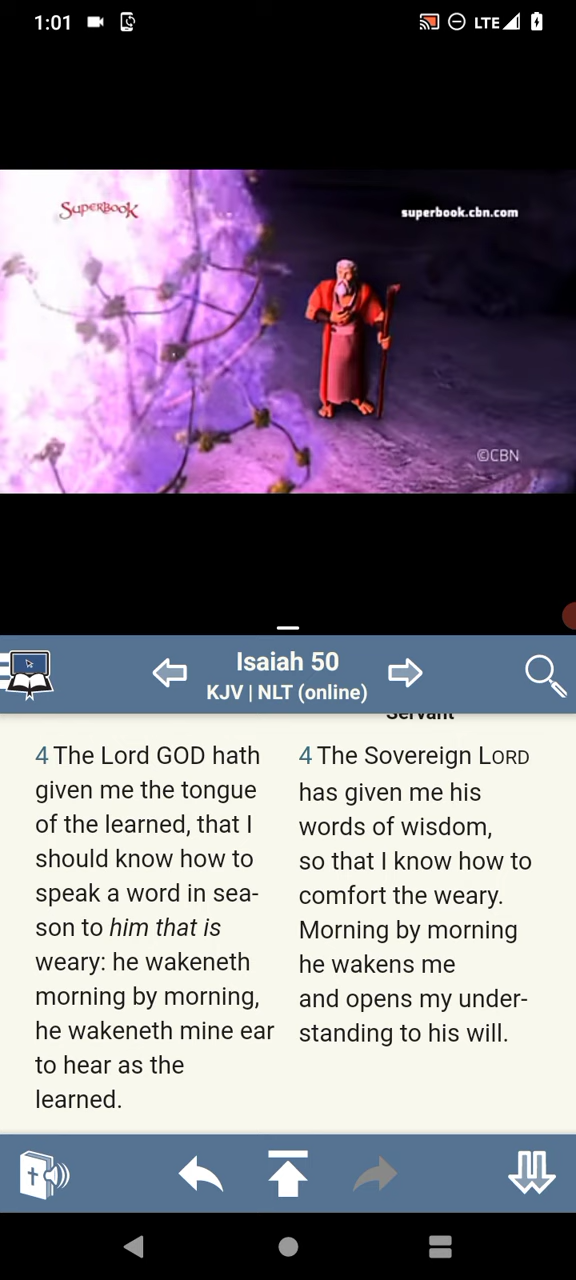 1:01
LTE
SUPERBOOK
superbook.cbn.com
©CBN
Isaiah 50
KJV | NLT (online)
Servant
4 The Lord GOD hath
given me the tongue
of the learned, that I
should know how to
speak a word in sea-
son to him that is
weary: he wakeneth
morning by morning,
he wakeneth mine ear
to hear as the
learned.
4 The Sovereign LORD
has given me his
words of wisdom,
so that I know how to
comfort the weary.
Morning by morning
he wakens me
and opens my under-
standing to his will.